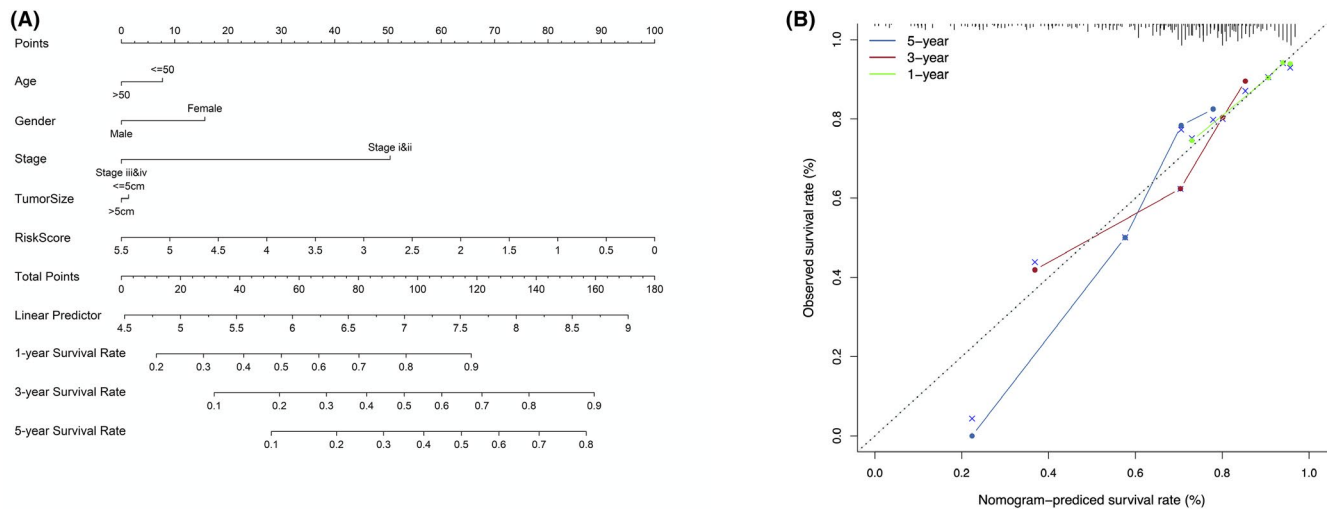 (A)
Points
0 10 20 30 40 50 60 70 80 90 100
Age
<=50
>50
Gender
Female
Male
Stage
Stage i&ii
Stage iii&iv
TumorSize
<=5cm
>5cm
RiskScore
5.5 5 4.5 4 3.5 3 2.5 2 1.5 1 0.5 0
Total Points
0 20 40 60 80 100 120 140 160 180
Linear Predictor
4.5 5 5.5 6 6.5 7 7.5 8 8.5 9
1-year Survival Rate
0.2 0.3 0.4 0.5 0.6 0.7 0.8 0.9
3-year Survival Rate
0.1 0.2 0.3 0.4 0.5 0.6 0.7 0.8 0.9
5-year Survival Rate
0.1 0.2 0.3 0.4 0.5 0.6 0.7 0.8
(B)
5-year
3-year
1-year
Observed survival rate (%)
1.0
0.8
0.6
0.4
0.2
0.0
0.0 0.2 0.4 0.6 0.8 1.0
Nomogram-prediced survival rate (%)